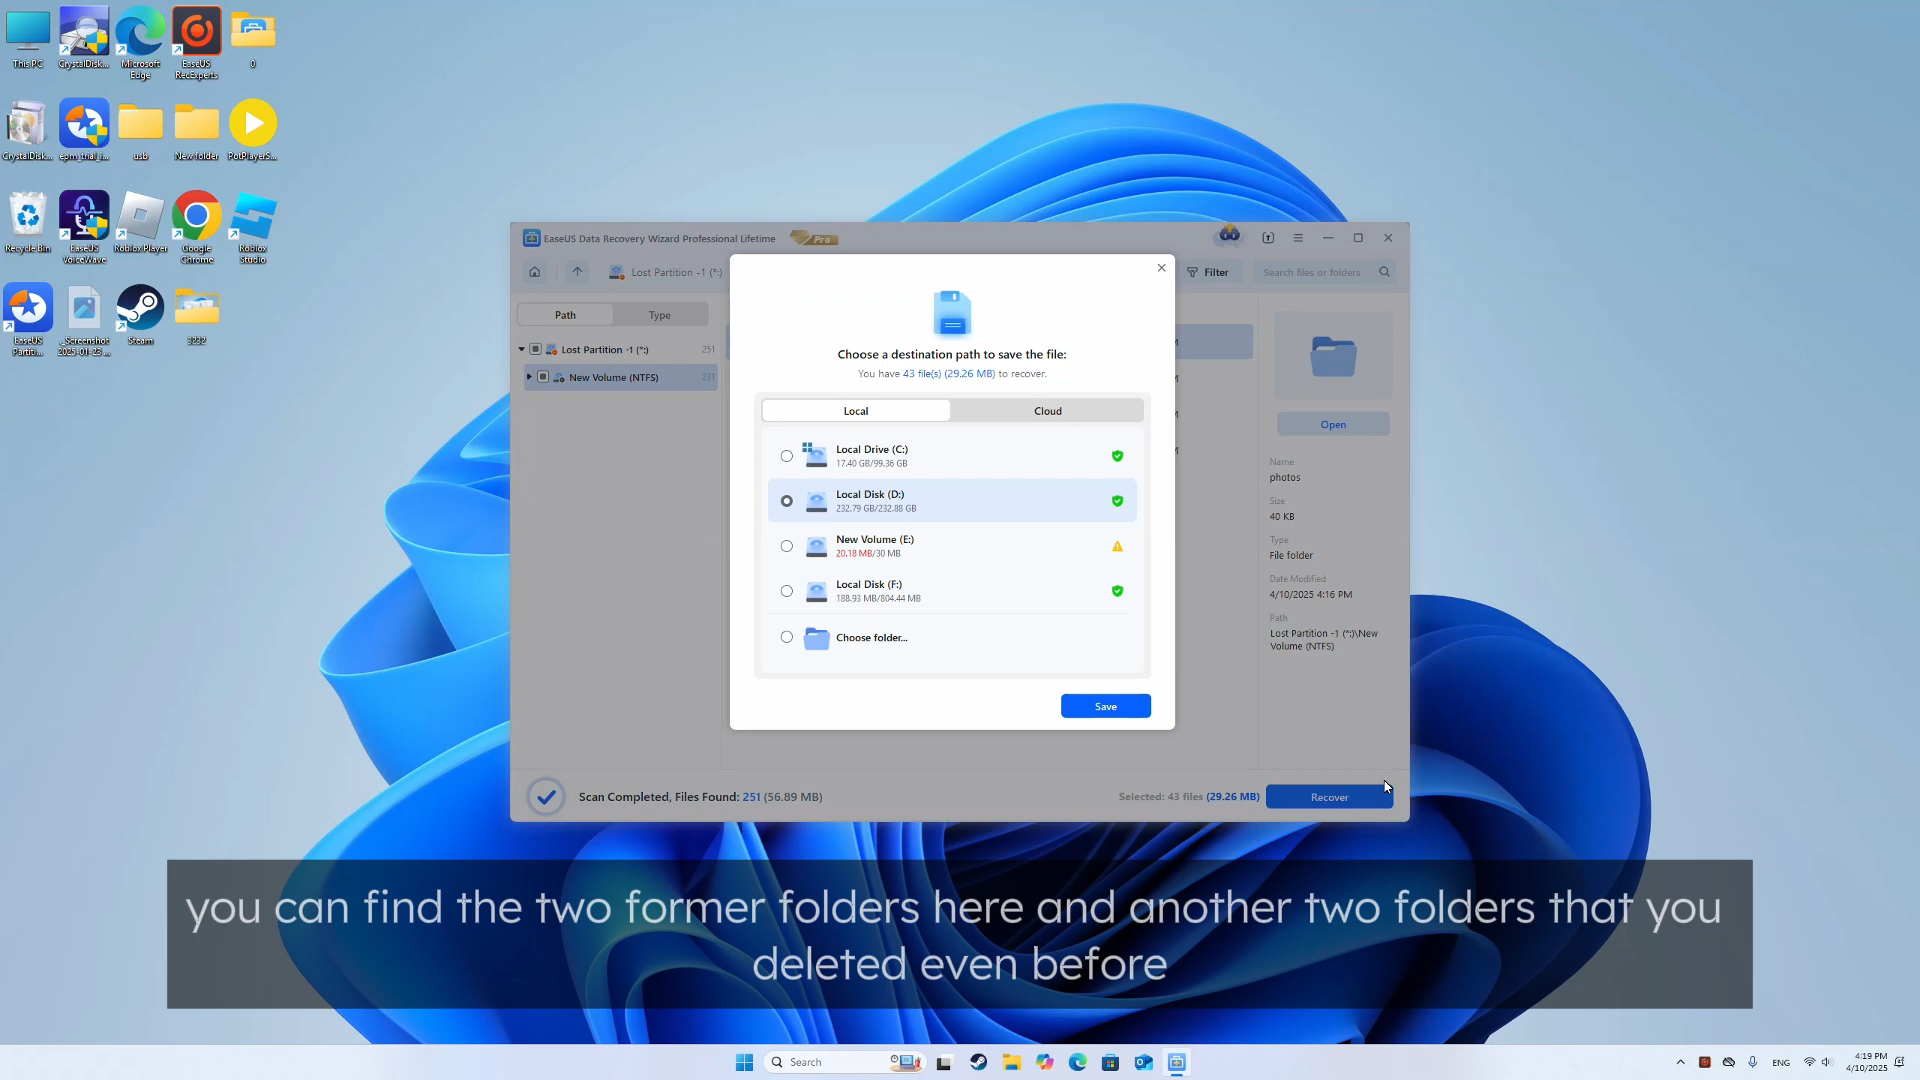 This PC
CrystalDisk...
Microsoft Edge
EaseUS RecExperts
0
CrystalDisk...
epm_trial_i...
usb
New folder
PotPlayerS...
Recycle Bin
EaseUS VoiceWave
Roblox Player
Google Chrome
Roblox Studio
EaseUS Partiti...
_Screenshot 2025-01-23 ...
Steam
3232
EaseUS Data Recovery Wizard Professional Lifetime
Pro
Lost Partition -1 (*:)
Filter
Search files or folders
Path
Type
Lost Partition -1 (*:)
251
New Volume (NTFS)
231
Choose a destination path to save the file:
You have 43 file(s) (29.26 MB) to recover.
Local
Cloud
Local Drive (C:)
17.40 GB/99.36 GB
Local Disk (D:)
232.79 GB/232.88 GB
New Volume (E:)
20.18 MB/30 MB
Local Disk (F:)
188.93 MB/804.44 MB
Choose folder...
Save
Open
Name
photos
Size
40 KB
Type
File folder
Date Modified
4/10/2025 4:16 PM
Path
Lost Partition -1 (*:)\New
Volume (NTFS)
Scan Completed, Files Found: 251 (56.89 MB)
Selected: 43 files (29.26 MB)
Recover
you can find the two former folders here and another two folders that you
deleted even before
Search
ENG
4:19 PM
4/10/2025